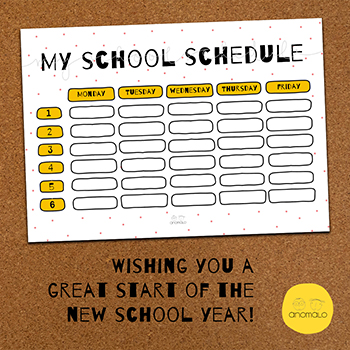 MY SCHOOL SCHEDULE
MONDAY TUESDAY WEDNESDAY THURSDAY FRIDAY
1
2
3
4
5
6
anomalo
WISHING YOU A
GREAT START OF THE
NEW SCHOOL YEAR!
anomalo